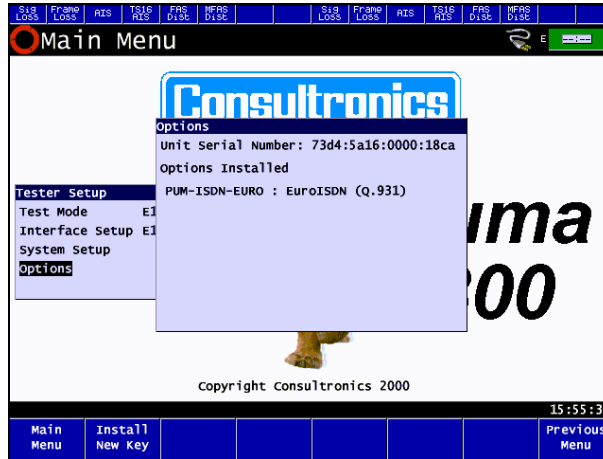 Sig Loss Frame Loss AIS TS16 AIS FAS Dist MFAS Dist Sig Loss Frame Loss AIS TS16 AIS FAS Dist MFAS Dist
Main Menu
E
Consultronics
Options
Unit Serial Number: 73d4:5a16:0000:18ca
Options Installed
PUM-ISDN-EURO : EuroISDN (Q.931)
Tester Setup
Test Mode E1
Interface Setup E1
System Setup
Options
uma
00
Copyright Consultronics 2000
15:55:3
Main Menu Install New Key Previous Menu